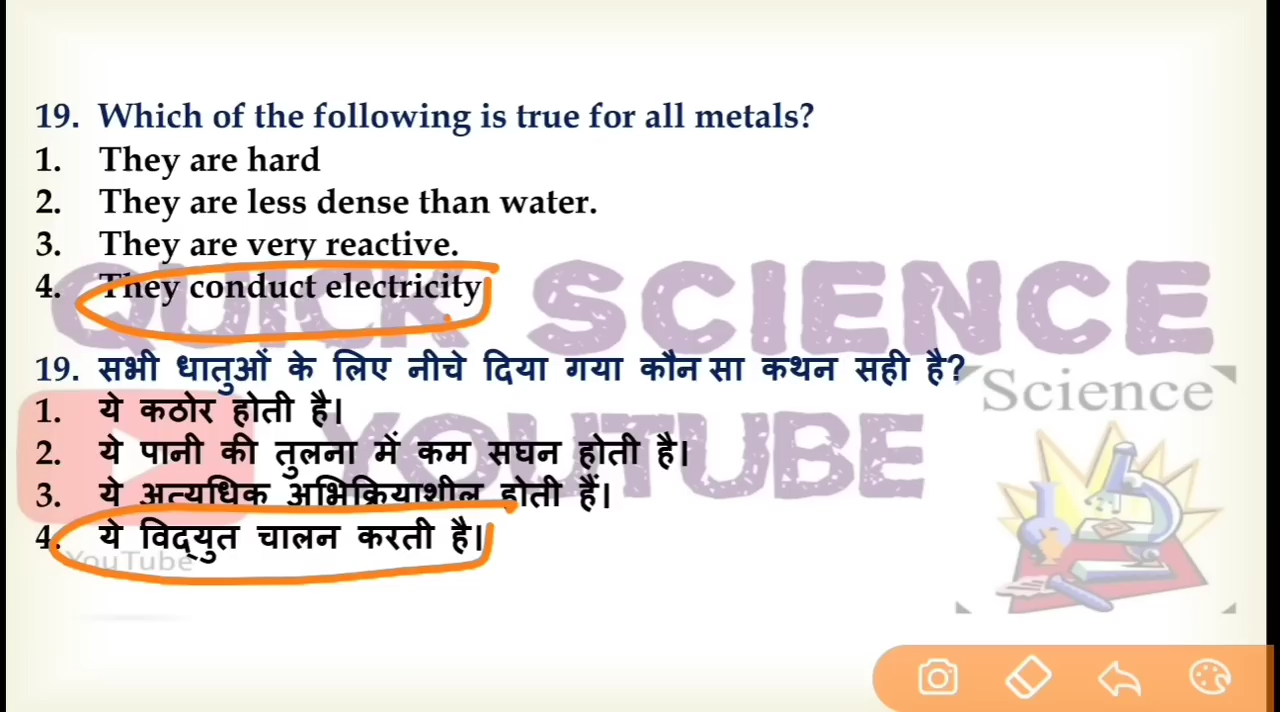 19. Which of the following is true for all metals?
1. They are hard
2. They are less dense than water.
3. They are very reactive.
4. They conduct electricity
QUICK SCIENCE
19. सभी धातुओं के लिए नीचे दिया गया कौन सा कथन सही है?
Science
1. ये कठोर होती है।
YOUTUBE
2. ये पानी की तुलना में कम सघन होती है।
3. ये अत्यधिक अभिक्रियाशील होती हैं।
4. ये विद्युत चालन करती है।
YouTube